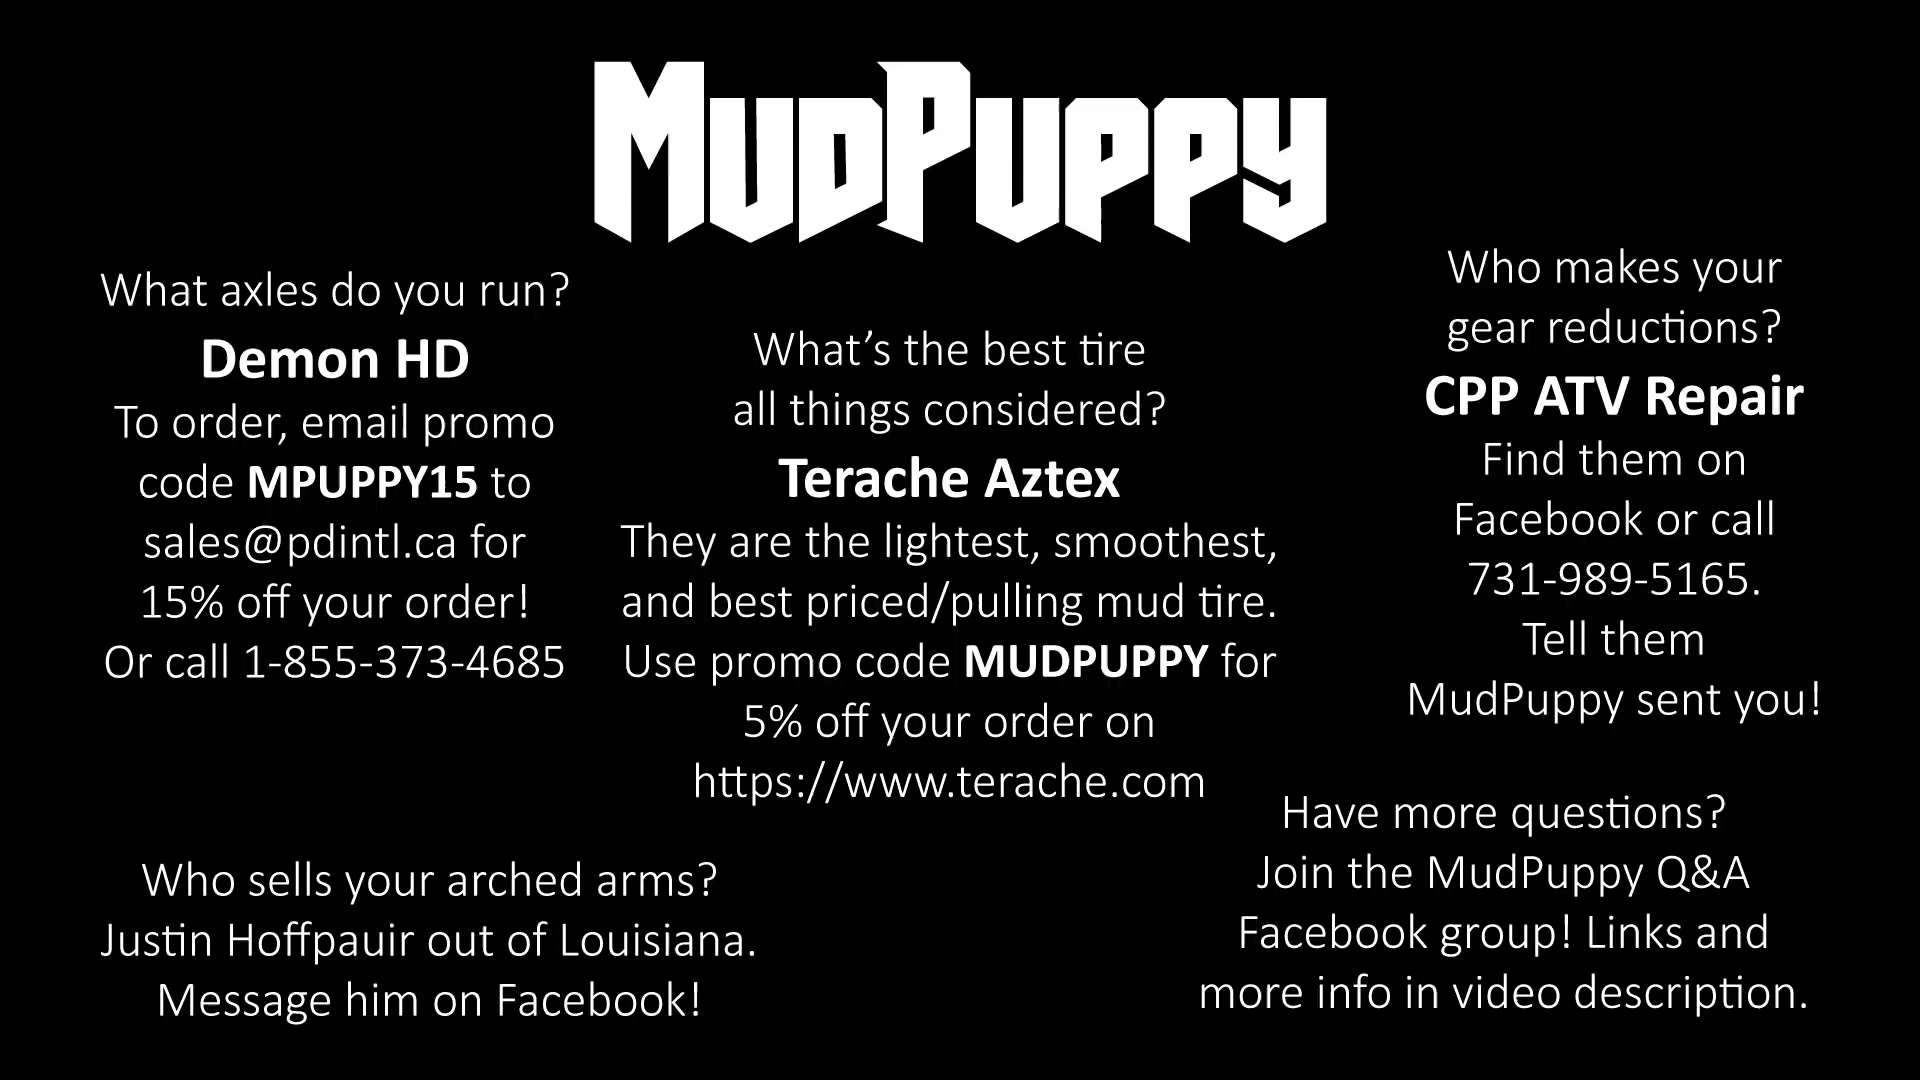 MudPuppy
What axles do you run?
Demon HD
To order, email promo
code MPUPPY15 to
sales@pdintl.ca for
15% off your order!
Or call 1-855-373-4685
What’s the best tire
all things considered?
Terache Aztex
They are the lightest, smoothest,
and best priced/pulling mud tire.
Use promo code MUDPUPPY for
5% off your order on
https://www.terache.com
Who makes your
gear reductions?
CPP ATV Repair
Find them on
Facebook or call
731-989-5165.
Tell them
MudPuppy sent you!
Who sells your arched arms?
Justin Hoffpauir out of Louisiana.
Message him on Facebook!
Have more questions?
Join the MudPuppy Q&A
Facebook group! Links and
more info in video description.